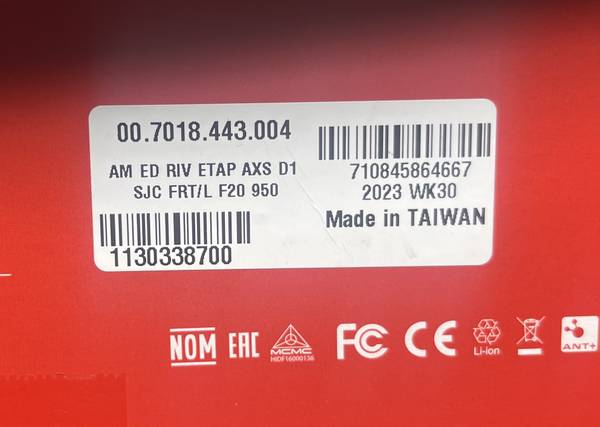 00.7018.443.004
AM ED RIV ETAP AXS D1
SJC FRT/L F20 950
1130338700
710845864667
2023 WK30
Made in TAIWAN
NOM EAC MCMC FC CE Li-ion ANT+
HIDF16000136